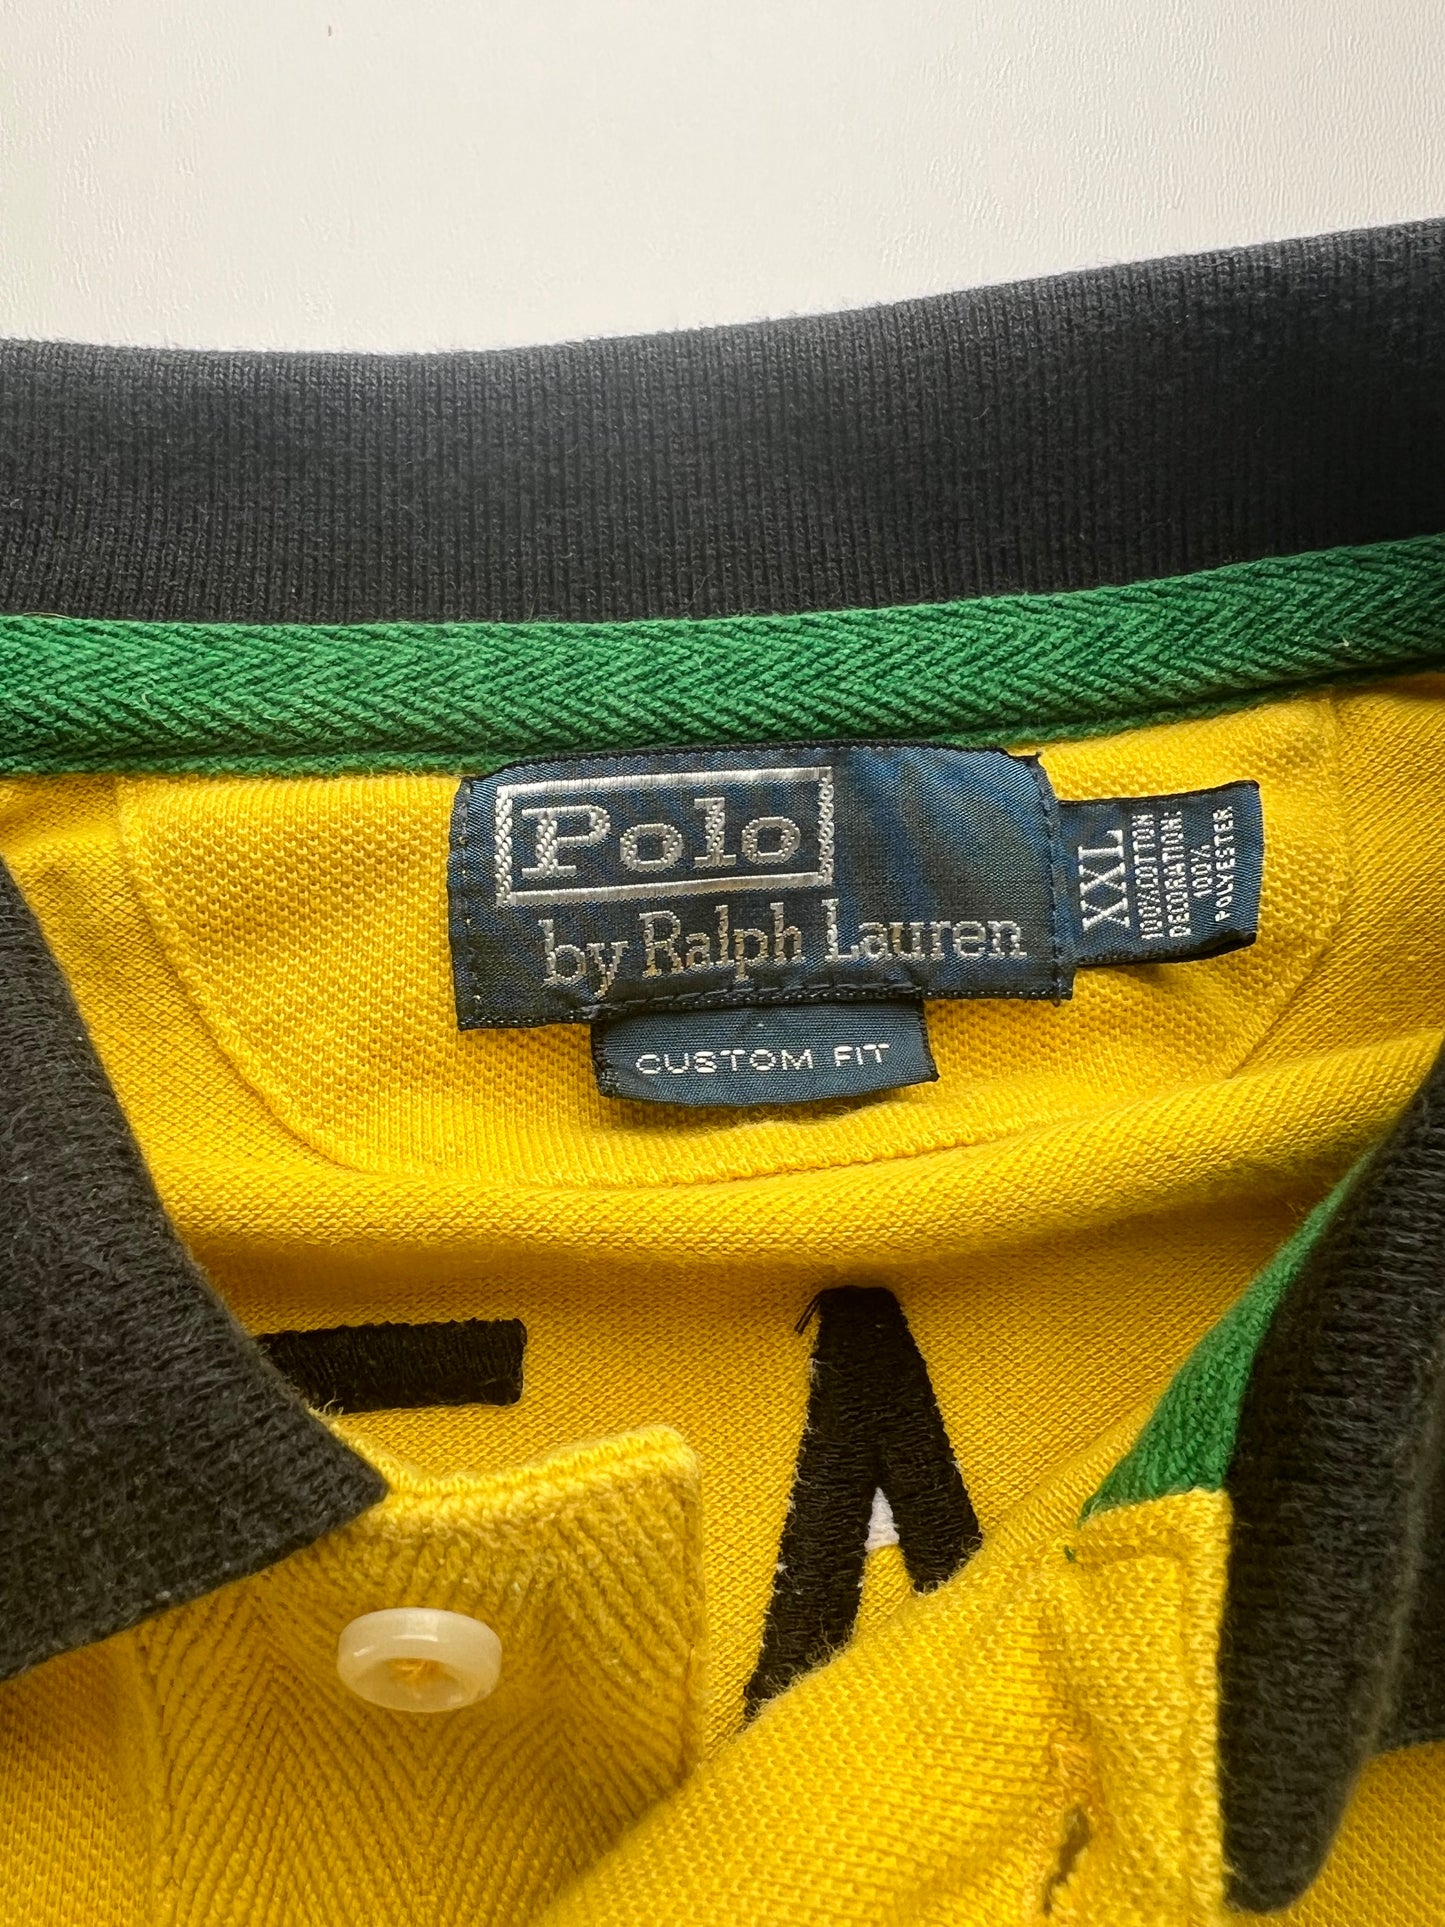 Polo
by Ralph Lauren
CUSTOM FIT
XXL
100% COTTON
DECORATION:
100%
POLYESTER
A